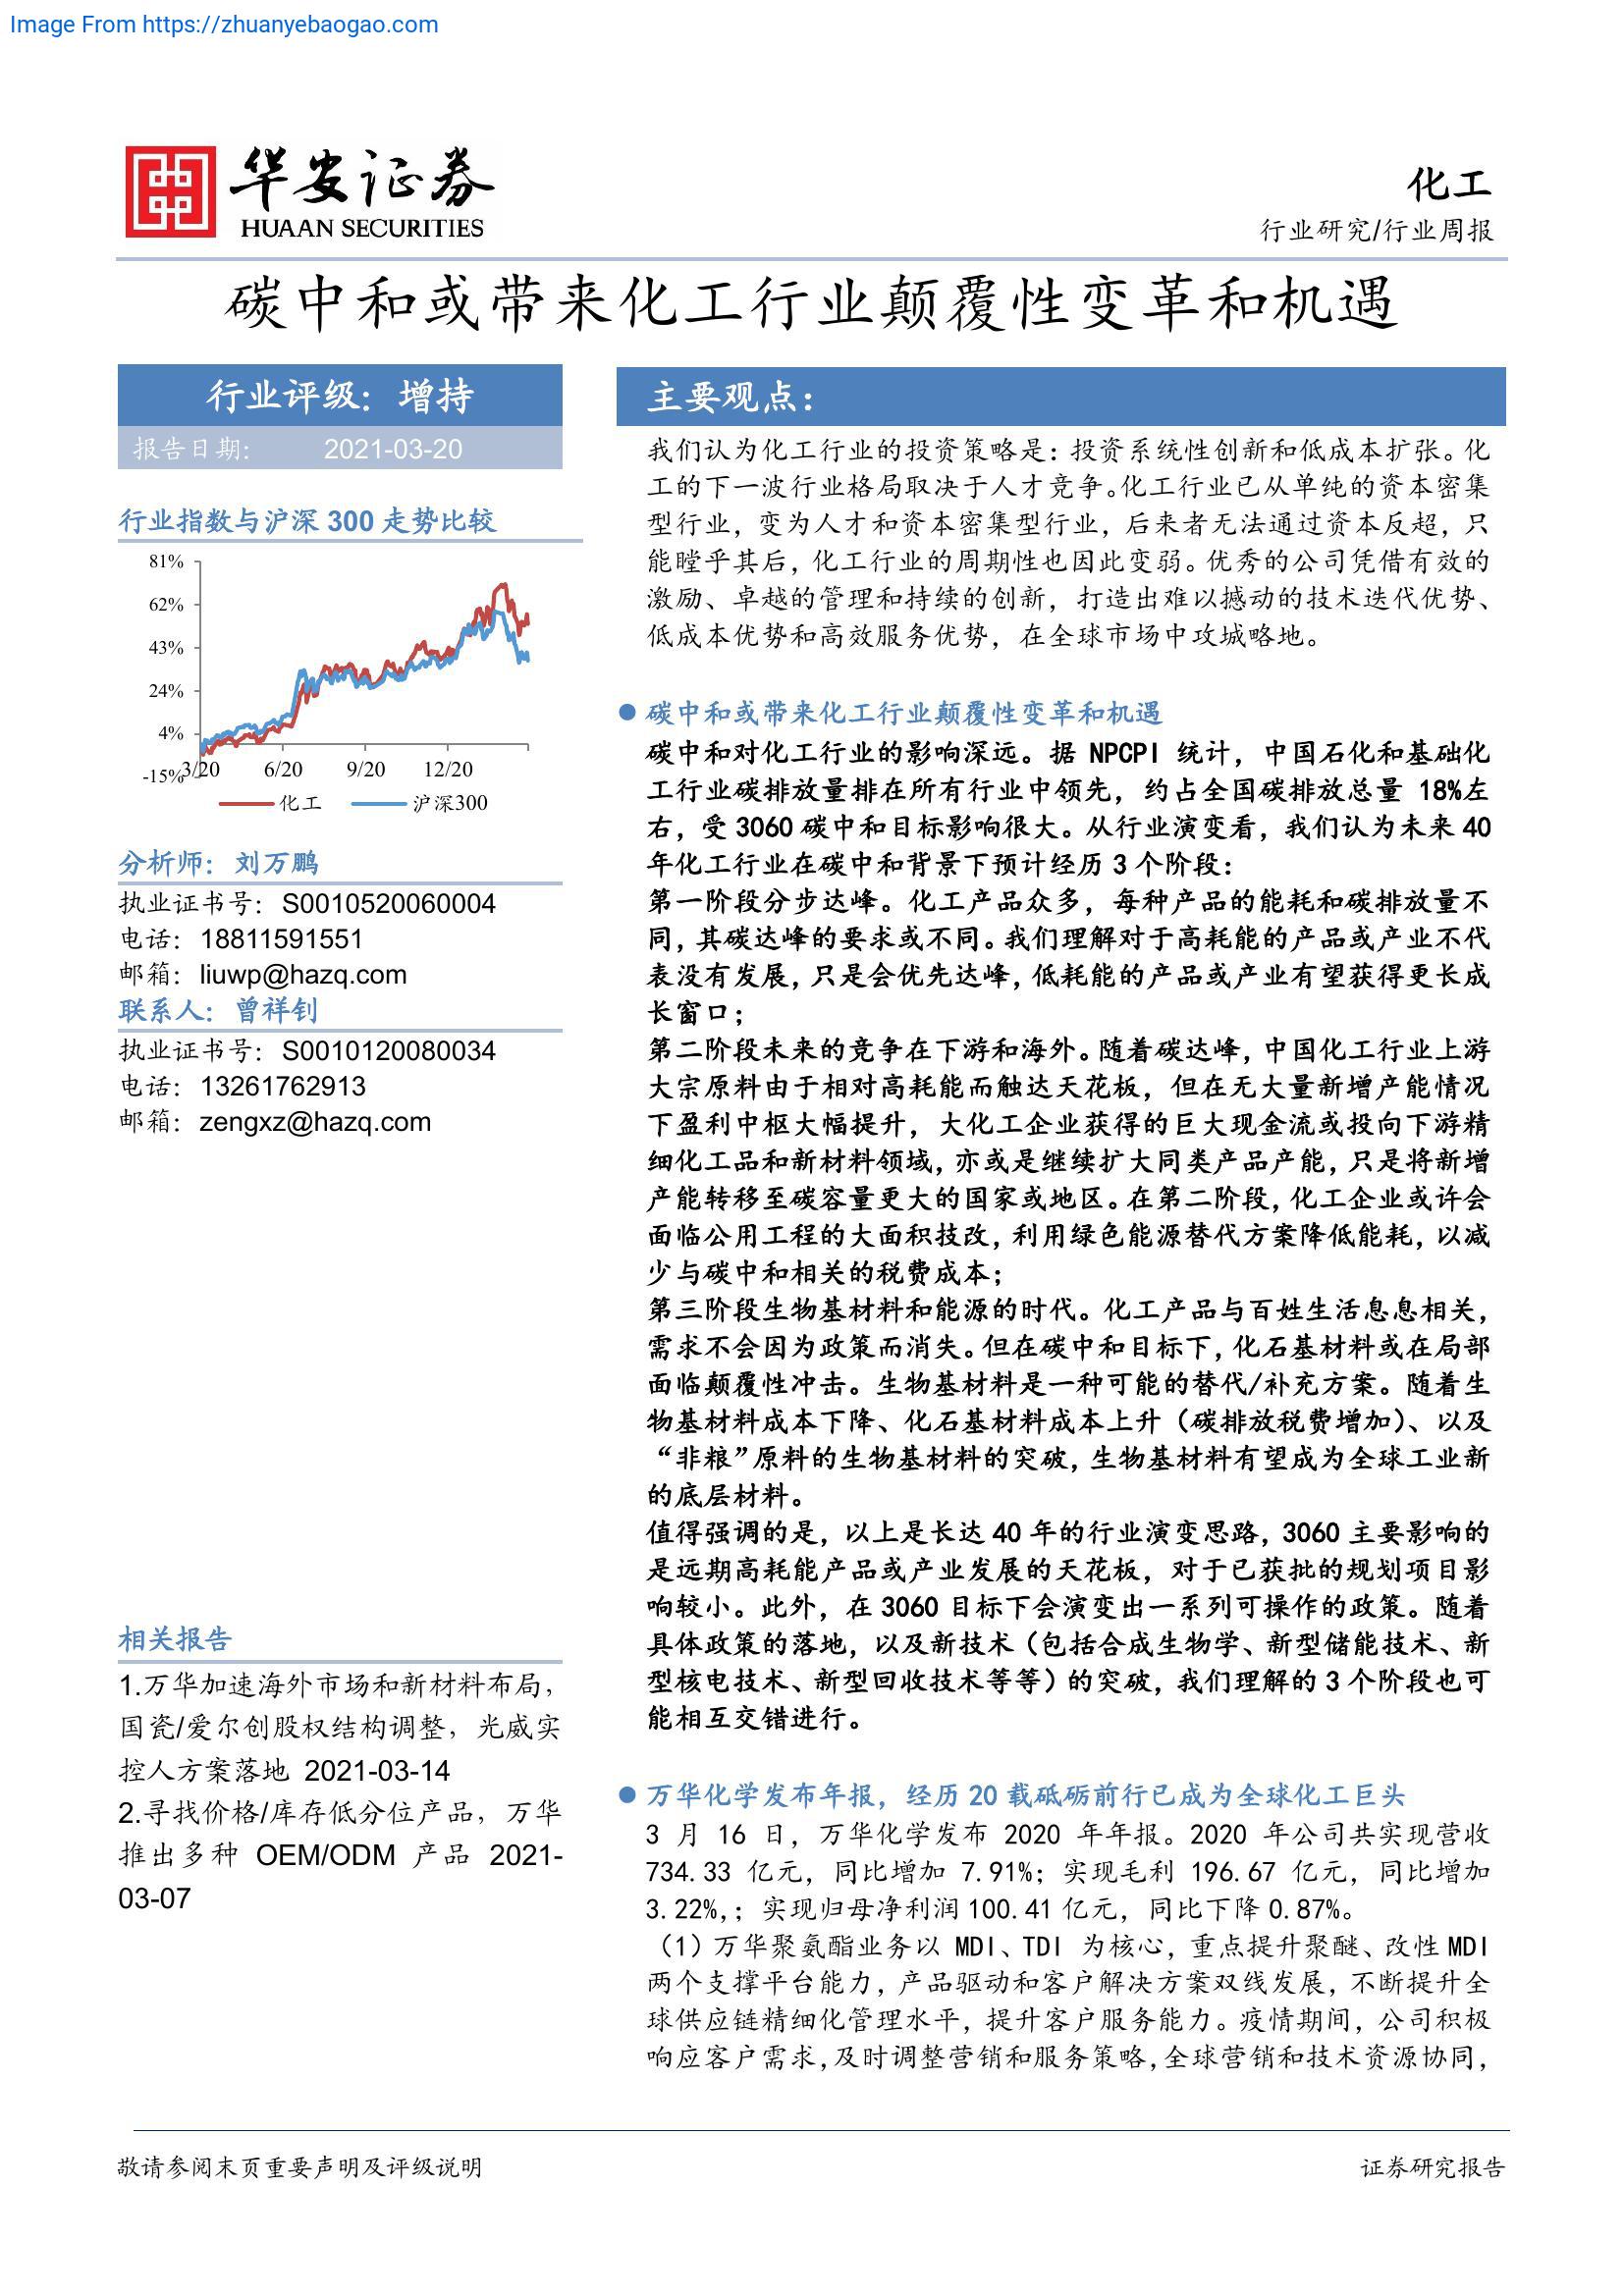 Image From https://zhuanyebaogao.com
华安证券
HUAAN SECURITIES
化工
行业研究/行业周报
碳中和或带来化工行业颠覆性变革和机遇
行业评级：增持
报告日期： 2021-03-20
行业指数与沪深 300 走势比较
81%
62%
43%
24%
4%
-15%
3/20 6/20 9/20 12/20
化工 沪深300
分析师：刘万鹏
执业证书号：S0010520060004
电话：18811591551
邮箱：liuwp@hazq.com
联系人：曾祥钊
执业证书号：S0010120080034
电话：13261762913
邮箱：zengxz@hazq.com
相关报告
1.万华加速海外市场和新材料布局，
国瓷/爱尔创股权结构调整，光威实
控人方案落地 2021-03-14
2.寻找价格/库存低分位产品，万华
推出多种 OEM/ODM 产品 2021-
03-07
主要观点：
我们认为化工行业的投资策略是：投资系统性创新和低成本扩张。化
工的下一波行业格局取决于人才竞争。化工行业已从单纯的资本密集
型行业，变为人才和资本密集型行业，后来者无法通过资本反超，只
能瞠乎其后，化工行业的周期性也因此变弱。优秀的公司凭借有效的
激励、卓越的管理和持续的创新，打造出难以撼动的技术迭代优势、
低成本优势和高效服务优势，在全球市场中攻城略地。
● 碳中和或带来化工行业颠覆性变革和机遇
碳中和对化工行业的影响深远。据 NPCPI 统计，中国石化和基础化
工行业碳排放量排在所有行业中领先，约占全国碳排放总量 18%左
右，受 3060 碳中和目标影响很大。从行业演变看，我们认为未来 40
年化工行业在碳中和背景下预计经历 3 个阶段：
第一阶段分步达峰。化工产品众多，每种产品的能耗和碳排放量不
同，其碳达峰的要求或不同。我们理解对于高耗能的产品或产业不代
表没有发展，只是会优先达峰，低耗能的产品或产业有望获得更长成
长窗口；
第二阶段未来的竞争在下游和海外。随着碳达峰，中国化工行业上游
大宗原料由于相对高耗能而触达天花板，但在无大量新增产能情况
下盈利中枢大幅提升，大化工企业获得的巨大现金流或投向下游精
细化工品和新材料领域，亦或是继续扩大同类产品产能，只是将新增
产能转移至碳容量更大的国家或地区。在第二阶段，化工企业或许会
面临公用工程的大面积技改，利用绿色能源替代方案降低能耗，以减
少与碳中和相关的税费成本；
第三阶段生物基材料和能源的时代。化工产品与百姓生活息息相关，
需求不会因为政策而消失。但在碳中和目标下，化石基材料或在局部
面临颠覆性冲击。生物基材料是一种可能的替代/补充方案。随着生
物基材料成本下降、化石基材料成本上升（碳排放税费增加）、以及
“非粮”原料的生物基材料的突破，生物基材料有望成为全球工业新
的底层材料。
值得强调的是，以上是长达 40 年的行业演变思路，3060 主要影响的
是远期高耗能产品或产业发展的天花板，对于已获批的规划项目影
响较小。此外，在 3060 目标下会演变出一系列可操作的政策。随着
具体政策的落地，以及新技术（包括合成生物学、新型储能技术、新
型核电技术、新型回收技术等等）的突破，我们理解的 3 个阶段也可
能相互交错进行。
● 万华化学发布年报，经历 20 载砥砺前行已成为全球化工巨头
3 月 16 日，万华化学发布 2020 年年报。2020 年公司共实现营收
734.33 亿元，同比增加 7.91%；实现毛利 196.67 亿元，同比增加
3.22%,；实现归母净利润 100.41 亿元，同比下降 0.87%。
（1）万华聚氨酯业务以 MDI、TDI 为核心，重点提升聚醚、改性 MDI
两个支撑平台能力，产品驱动和客户解决方案双线发展，不断提升全
球供应链精细化管理水平，提升客户服务能力。疫情期间，公司积极
响应客户需求，及时调整营销和服务策略，全球营销和技术资源协同，
敬请参阅末页重要声明及评级说明 证券研究报告